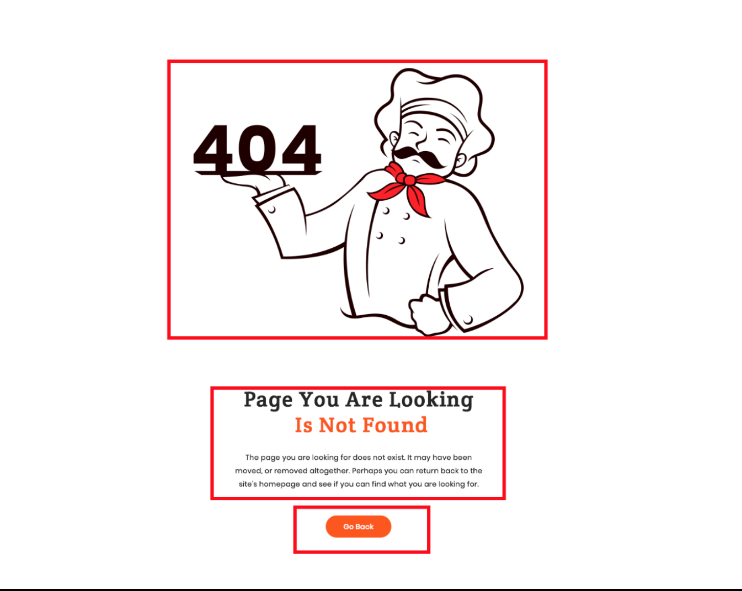 404
Page You Are Looking
Is Not Found
The page you are looking for does not exist. It may have been
moved, or removed altogether. Perhaps you can return back to the
site's homepage and see if you can find what you are looking for.
Go Back